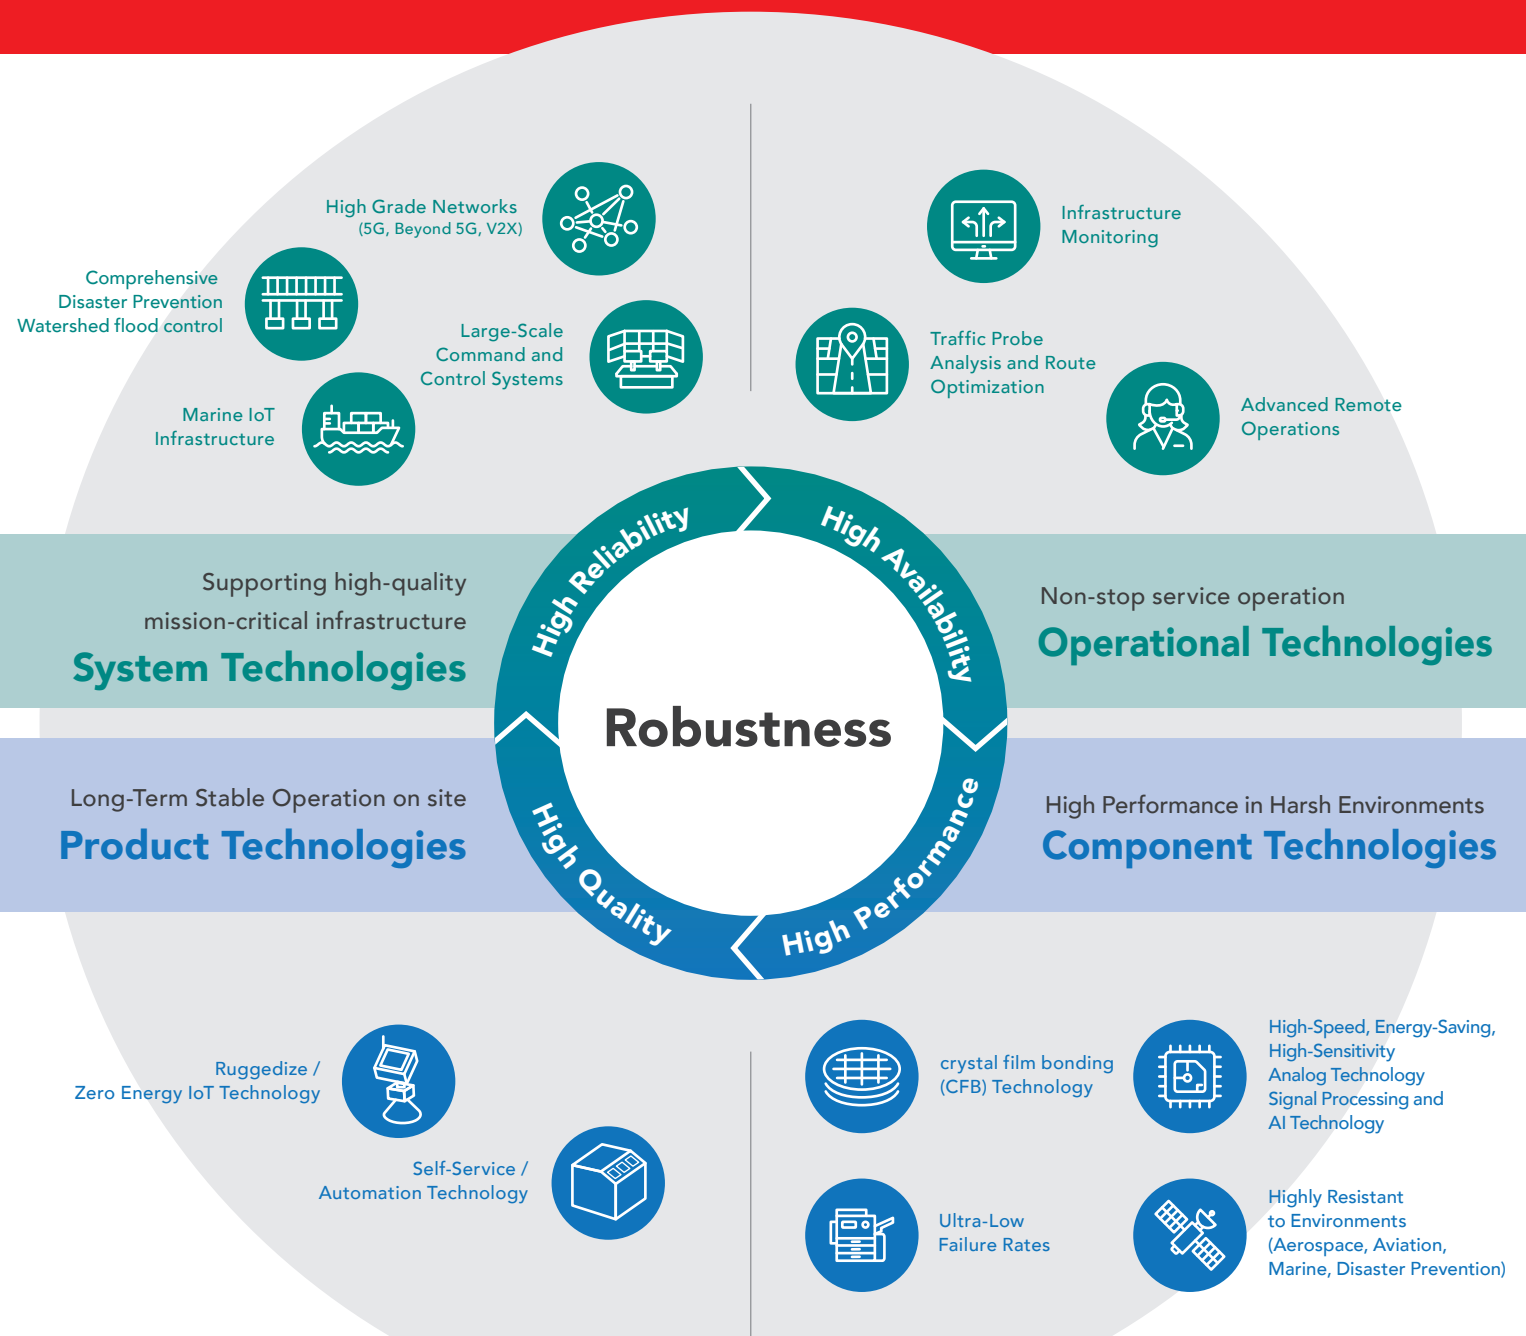 High Grade Networks
(5G, Beyond 5G, V2X)
Comprehensive
Disaster Prevention
Watershed flood control
Large-Scale
Command and
Control Systems
Marine IoT
Infrastructure
Infrastructure
Monitoring
Traffic Probe
Analysis and Route
Optimization
Advanced Remote
Operations
High Reliability
High Availability
Supporting high-quality
mission-critical infrastructure
System Technologies
Non-stop service operation
Operational Technologies
Robustness
Long-Term Stable Operation on site
Product Technologies
High Performance in Harsh Environments
Component Technologies
High Quality
High Performance
Ruggedize /
Zero Energy IoT Technology
Self-Service /
Automation Technology
crystal film bonding
(CFB) Technology
High-Speed, Energy-Saving,
High-Sensitivity
Analog Technology
Signal Processing and
AI Technology
Ultra-Low
Failure Rates
Highly Resistant
to Environments
(Aerospace, Aviation,
Marine, Disaster Prevention)